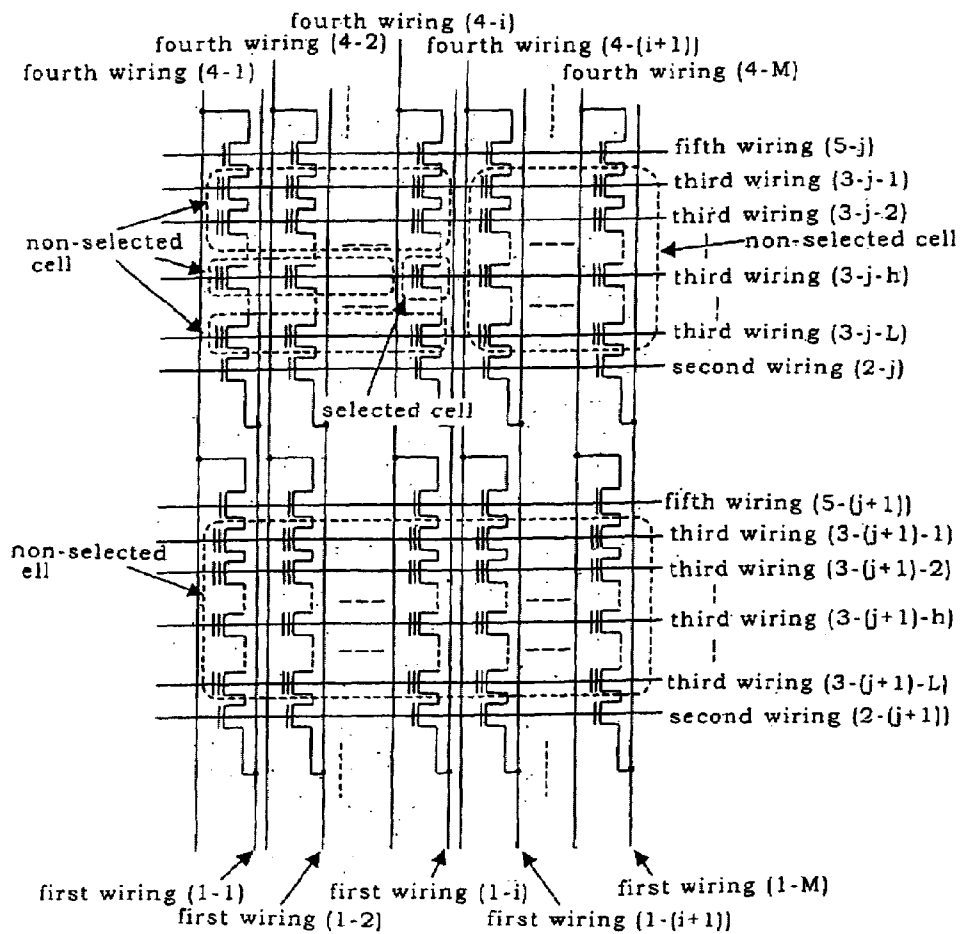 fourth wiring (4-i)
fourth wiring (4-2)
fourth wiring (4-(i+1))
fourth wiring (4-1)
fourth wiring (4-M)
fifth wiring (5-j)
third wiring (3-j-1)
third wiring (3-j-2)
non-selected
cell
non-selected cell
third wiring (3-j-h)
third wiring (3-j-L)
second wiring (2-j)
selected cell
fifth wiring (5-(j+1))
third wiring (3-(j+1)-1)
non-selected
ell
third wiring (3-(j+1)-2)
third wiring (3-(j+1)-h)
third wiring (3-(j+1)-L)
second wiring (2-(j+1))
first wiring (1-1)
first wiring (1-i)
first wiring (1-M)
first wiring (1-2)
first wiring (1-(i+1))